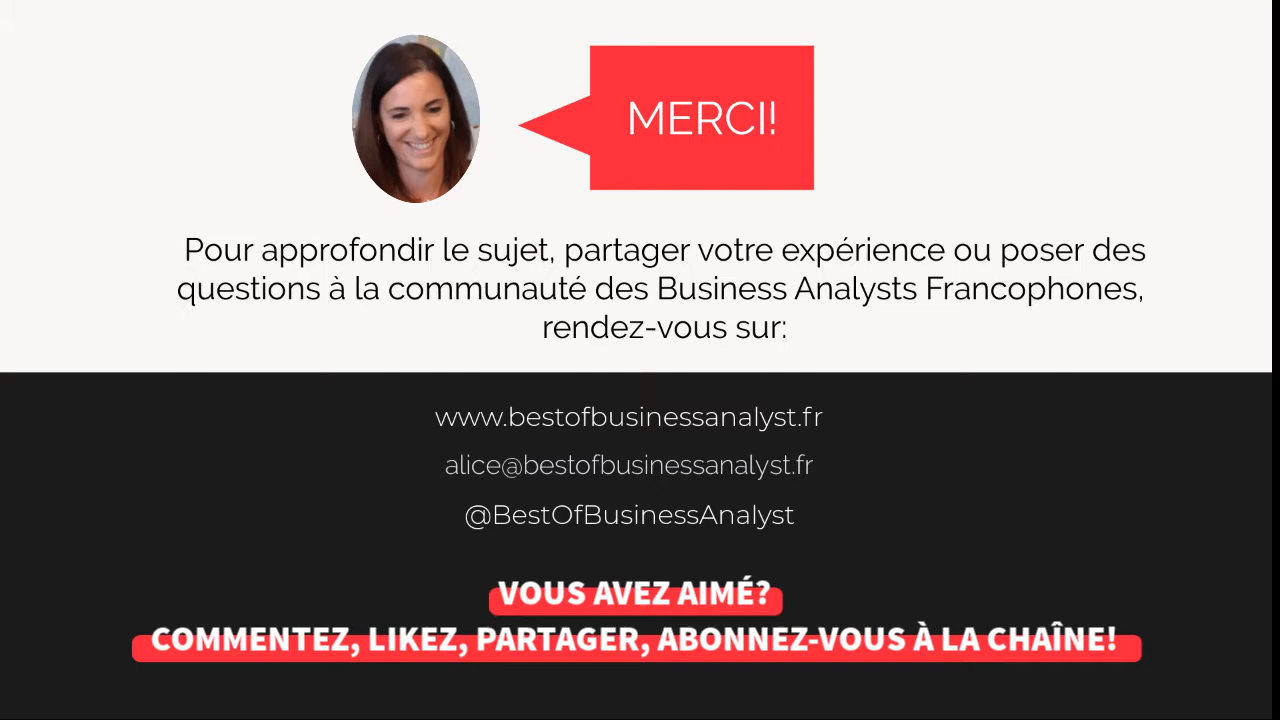 MERCI!
Pour approfondir le sujet, partager votre expérience ou poser des
questions à la communauté des Business Analysts Francophones,
rendez-vous sur:
www.bestofbusinessanalyst.fr
alice@bestofbusinessanalyst.fr
@BestOfBusinessAnalyst
VOUS AVEZ AIMÉ?
COMMENTEZ, LIKEZ, PARTAGER, ABONNEZ-VOUS À LA CHAÎNE!